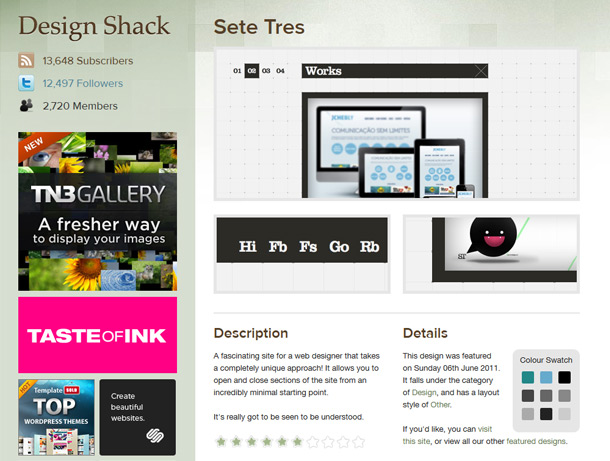 Design Shack
13,648 Subscribers
12,497 Followers
2,720 Members
NEW
TN3GALLERY
A fresher way
to display your images
TASTEOFINK
HOT
Template SOLD
TOP
WORDPRESS THEMES
Create
beautiful
websites.
Sete Tres
01 02 03 04
Works
COMUNICAÇÃO SEM LIMITES
Hi Fb Fs Go Rb
Description
A fascinating site for a web designer that takes
a completely unique approach! It allows you to
open and close sections of the site from an
incredibly minimal starting point.
It's really got to be seen to be understood.
Details
This design was featured
on Sunday 06th June 2011.
It falls under the category
of Design, and has a layout
style of Other.
If you'd like, you can visit
this site, or view all our other featured designs.
Colour Swatch